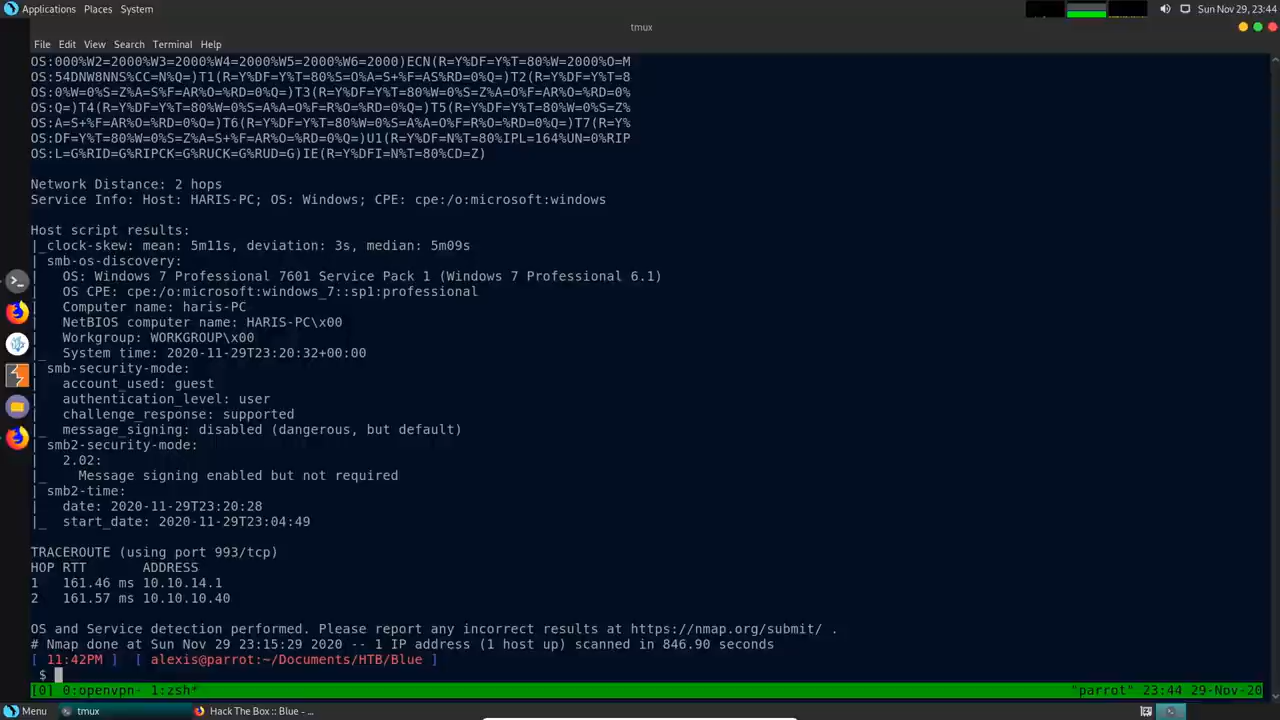 Applications Places System
Sun Nov 29, 23:44
tmux
File Edit View Search Terminal Help
OS:000%W2=2000%W3=2000%W4=2000%W5=2000%W6=2000)ECN(R=Y%DF=Y%T=80%W=2000%O=M
OS:54DNW8NNS%CC=N%Q=)T1(R=Y%DF=Y%T=80%S=O%A=S+%F=AS%RD=0%Q=)T2(R=Y%DF=Y%T=8
OS:0%W=0%S=Z%A=S%F=AR%O=%RD=0%Q=)T3(R=Y%DF=Y%T=80%W=0%S=Z%A=O%F=AR%O=%RD=0%
OS:Q=)T4(R=Y%DF=Y%T=80%W=0%S=A%A=O%F=R%O=%RD=0%Q=)T5(R=Y%DF=Y%T=80%W=0%S=Z%
OS:A=S+%F=AR%O=%RD=0%Q=)T6(R=Y%DF=Y%T=80%W=0%S=A%A=O%F=R%O=%RD=0%Q=)T7(R=Y%
OS:DF=Y%T=80%W=0%S=Z%A=S+%F=AR%O=%RD=0%Q=)U1(R=Y%DF=N%T=80%IPL=164%UN=0%RIP
OS:L=G%RID=G%RIPCK=G%RUCK=G%RUD=G)IE(R=Y%DFI=N%T=80%CD=Z)
Network Distance: 2 hops
Service Info: Host: HARIS-PC; OS: Windows; CPE: cpe:/o:microsoft:windows
Host script results:
|_clock-skew: mean: 5m11s, deviation: 3s, median: 5m09s
| smb-os-discovery:
|   OS: Windows 7 Professional 7601 Service Pack 1 (Windows 7 Professional 6.1)
|   OS CPE: cpe:/o:microsoft:windows_7::sp1:professional
|   Computer name: haris-PC
|   NetBIOS computer name: HARIS-PC\x00
|   Workgroup: WORKGROUP\x00
|_  System time: 2020-11-29T23:20:32+00:00
| smb-security-mode:
|   account_used: guest
|   authentication_level: user
|   challenge_response: supported
|_  message_signing: disabled (dangerous, but default)
| smb2-security-mode:
|   2.02:
|_    Message signing enabled but not required
| smb2-time:
|   date: 2020-11-29T23:20:28
|_  start_date: 2020-11-29T23:04:49
TRACEROUTE (using port 993/tcp)
HOP RTT       ADDRESS
1   161.46 ms 10.10.14.1
2   161.57 ms 10.10.10.40
OS and Service detection performed. Please report any incorrect results at https://nmap.org/submit/ .
# Nmap done at Sun Nov 29 23:15:29 2020 -- 1 IP address (1 host up) scanned in 846.90 seconds
[ 11:42PM ]  [ alexis@parrot:~/Documents/HTB/Blue ]
$
[0] 0:openvpn- 1:zsh*
"parrot" 23:44 29-Nov-20
Menu tmux Hack The Box :: Blue - ...